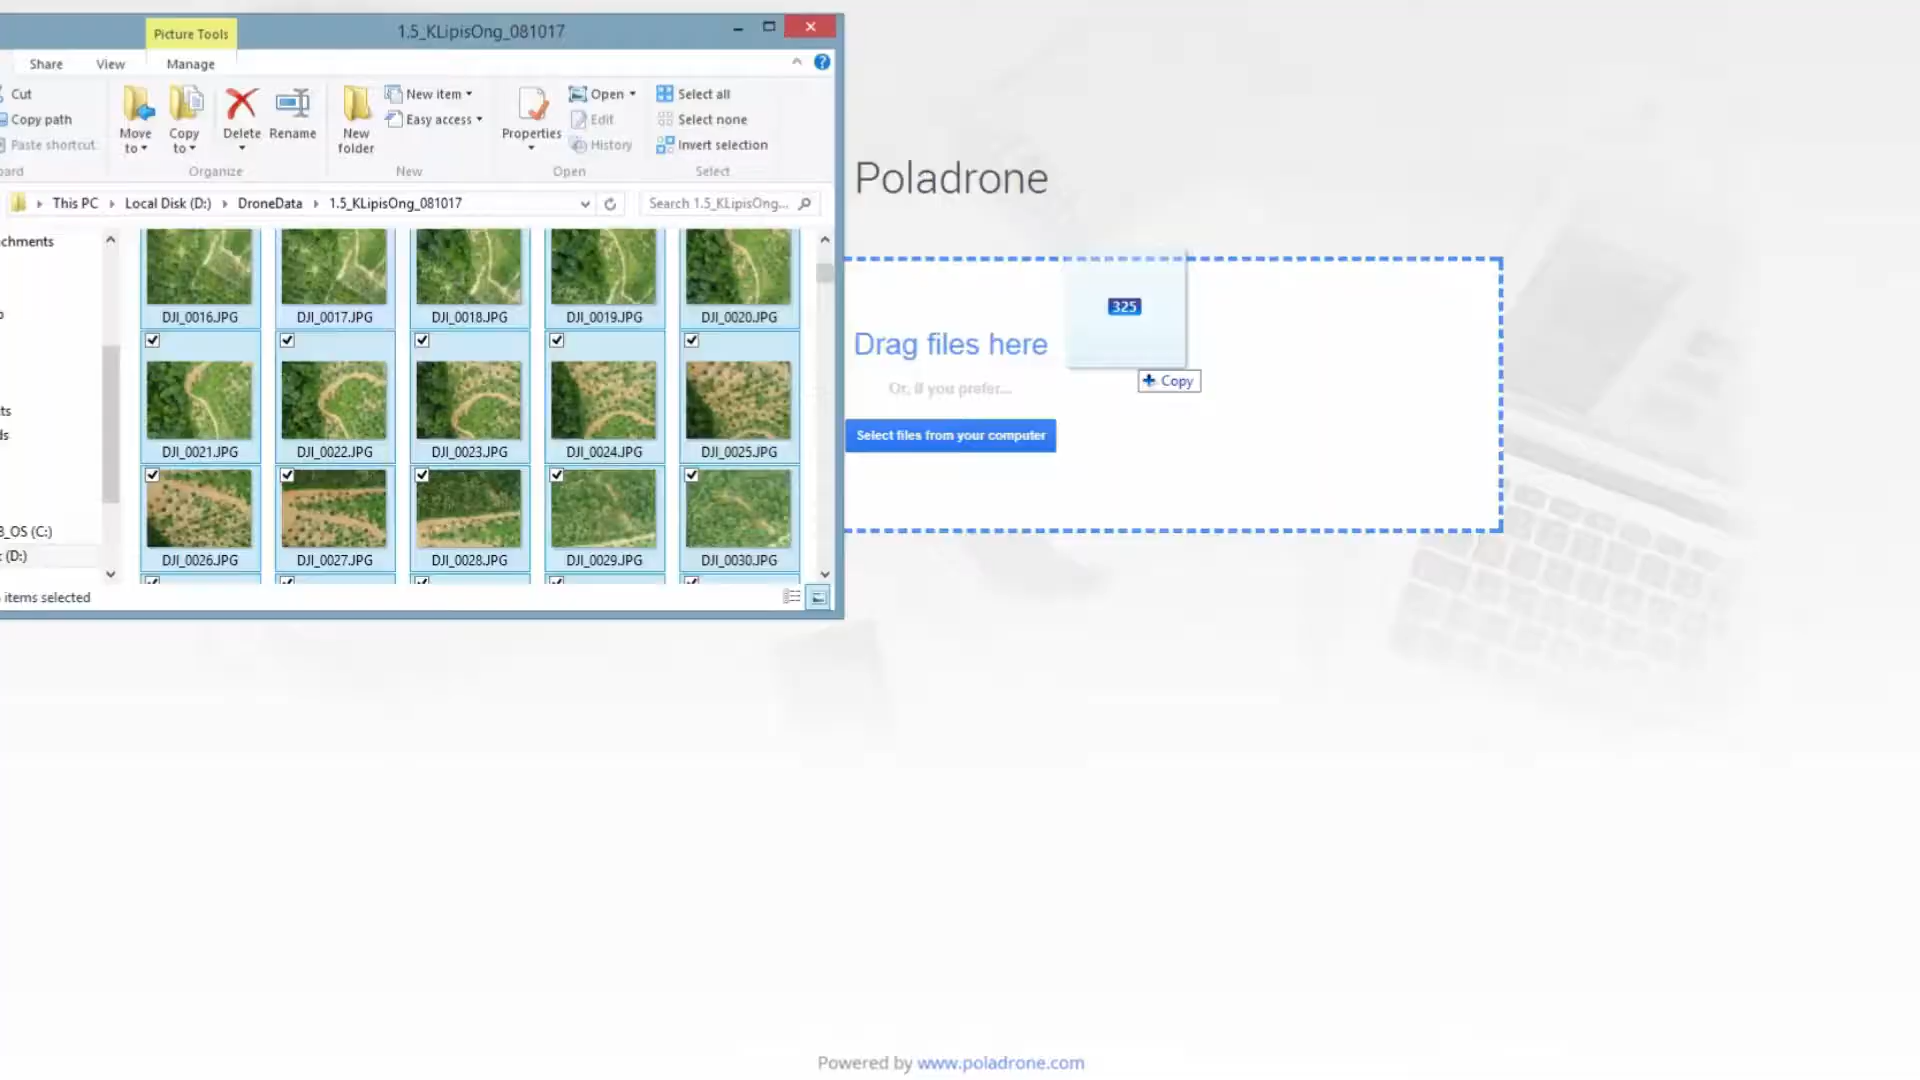 Picture Tools
1.5_KLipisOng_081017
Share
View
Manage
Cut
Copy path
Paste shortcut
Move to
Copy to
Delete
Rename
New folder
New item
Easy access
Properties
Open
Edit
History
Select all
Select none
Invert selection
oard
Organize
New
Open
Select
This PC
Local Disk (D:)
DroneData
1.5_KLipisOng_081017
Search 1.5_KLipisOng...
chments
ts
ds
B_OS (C:)
(D:)
DJI_0016.JPG
DJI_0017.JPG
DJI_0018.JPG
DJI_0019.JPG
DJI_0020.JPG
DJI_0021.JPG
DJI_0022.JPG
DJI_0023.JPG
DJI_0024.JPG
DJI_0025.JPG
DJI_0026.JPG
DJI_0027.JPG
DJI_0028.JPG
DJI_0029.JPG
DJI_0030.JPG
items selected
Poladrone
325
Drag files here
Copy
Or, if you prefer...
Select files from your computer
Powered by www.poladrone.com